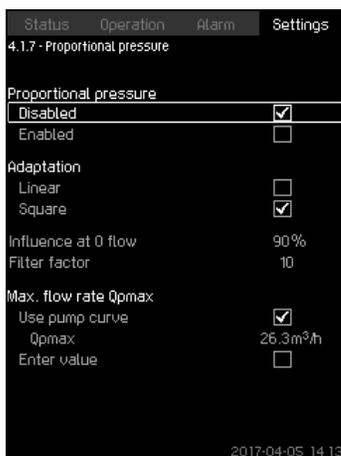 Status Operation Alarm Settings
4.1.7 - Proportional pressure
Proportional pressure
Disabled
Enabled
Adaptation
Linear
Square
Influence at 0 flow 90%
Filter factor 10
Max. flow rate Qpmax
Use pump curve
Qpmax 26.3m³/h
Enter value
2017-04-05 14:13